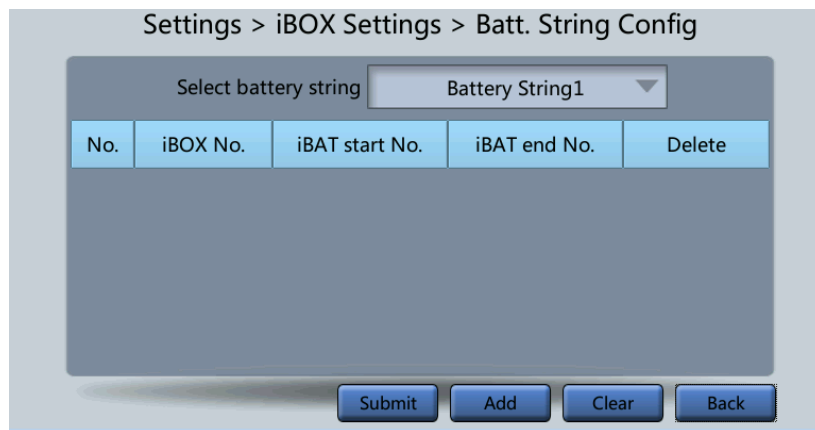 Settings > iBOX Settings > Batt. String Config
Select battery string Battery String1
No. iBOX No. iBAT start No. iBAT end No. Delete
Submit Add Clear Back